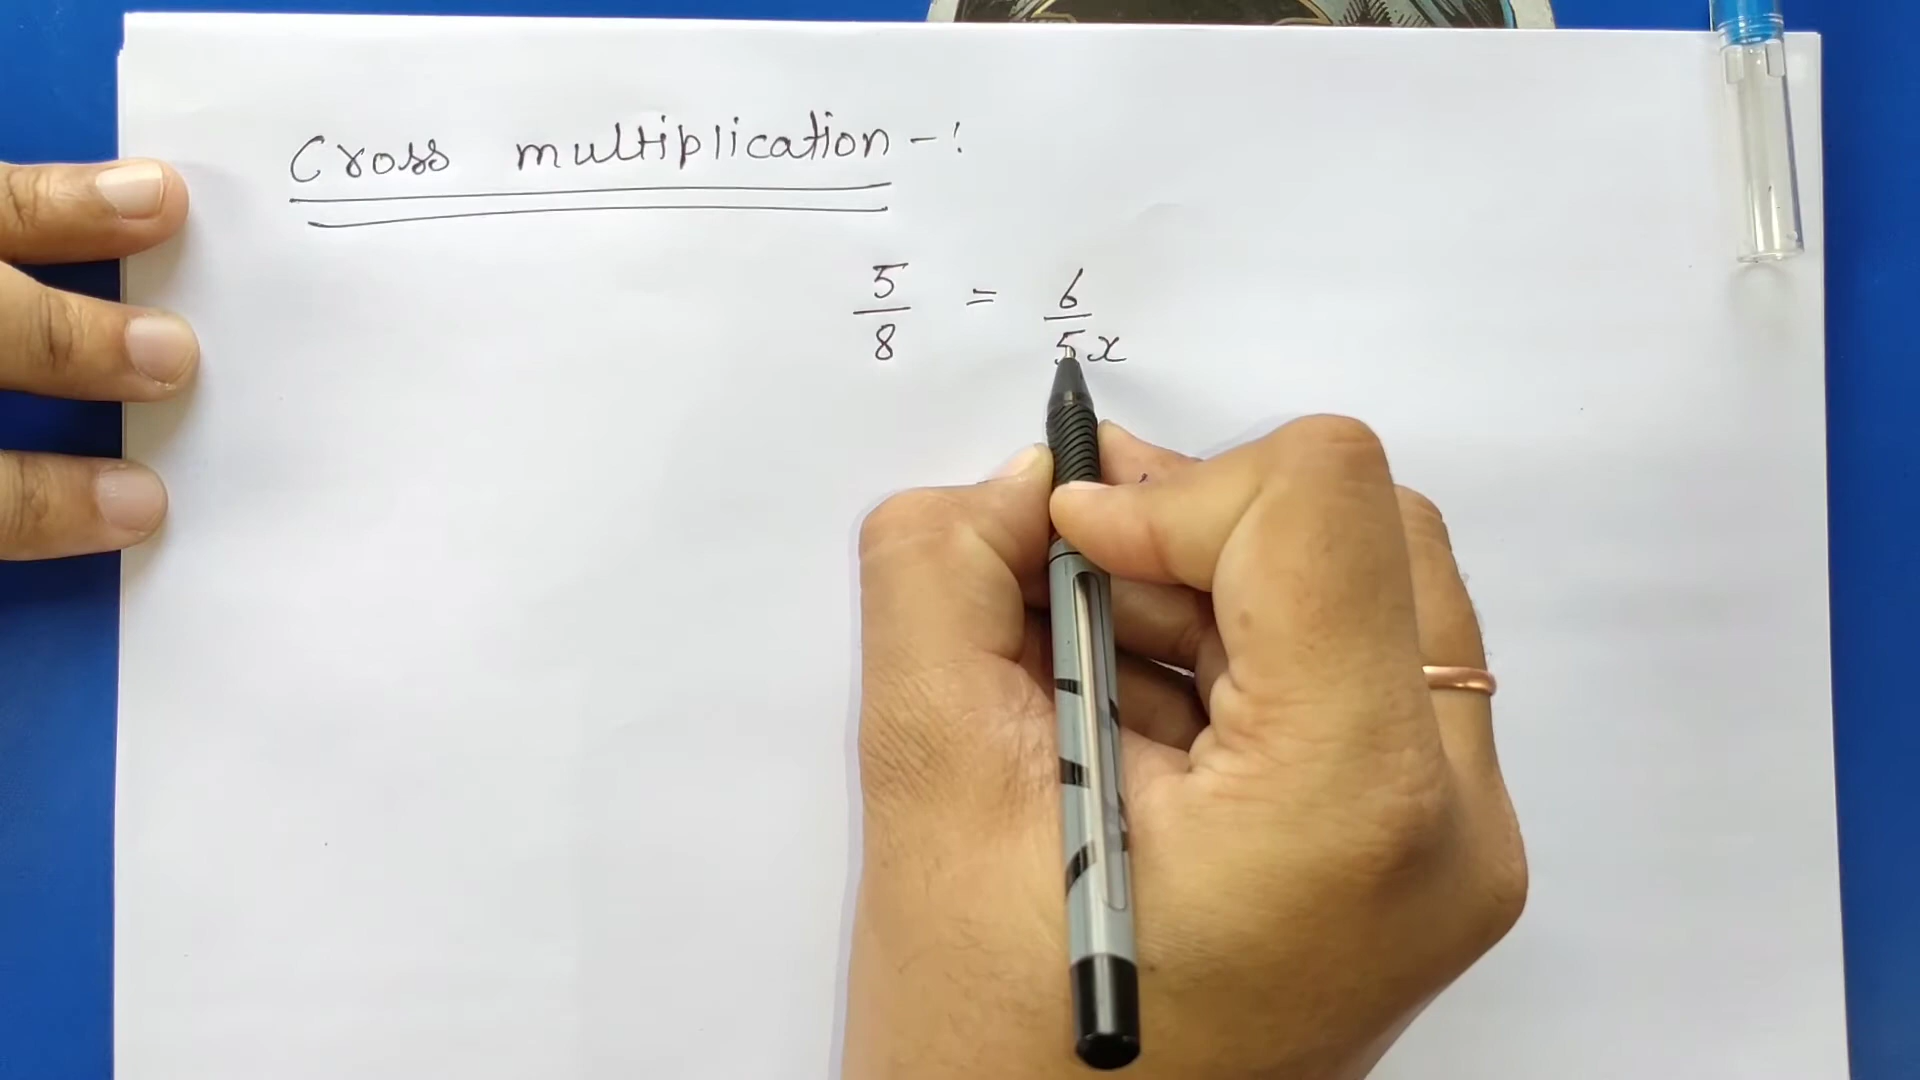 Cross multiplication -:
5/8 = 6/5x